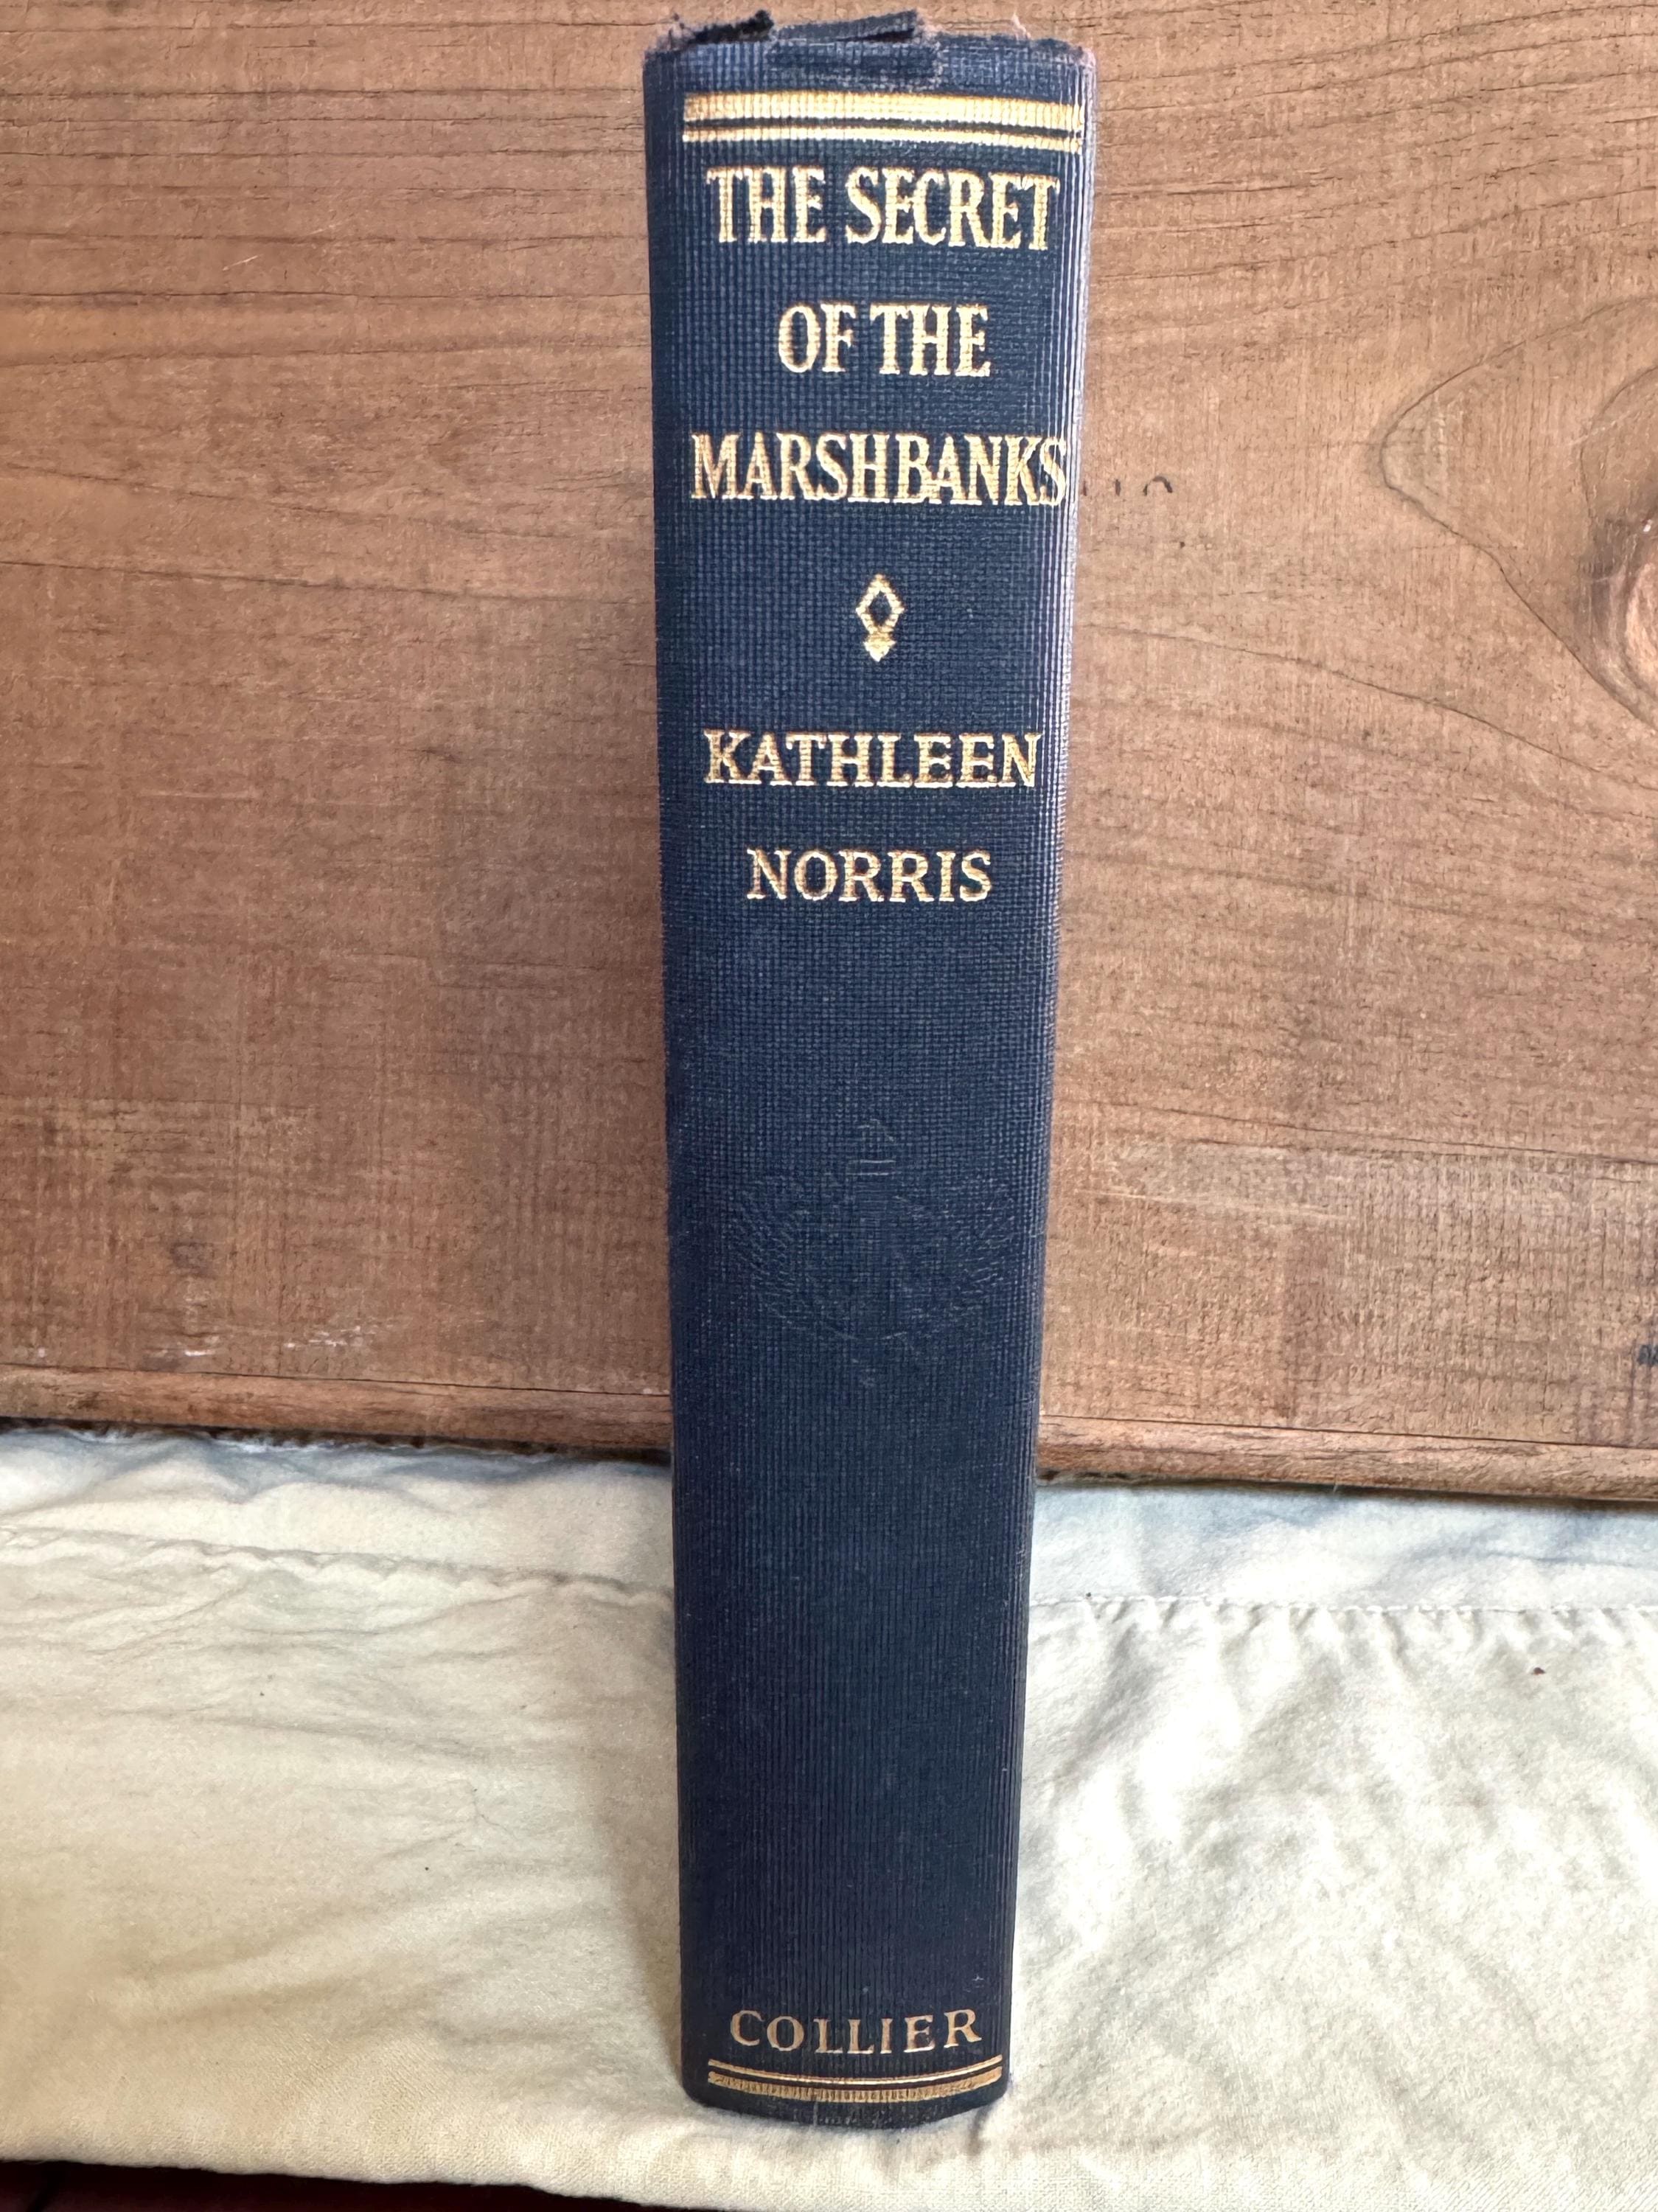 THE SECRET
OF THE
MARSHBANKS
KATHLEEN
NORRIS
COLLIER